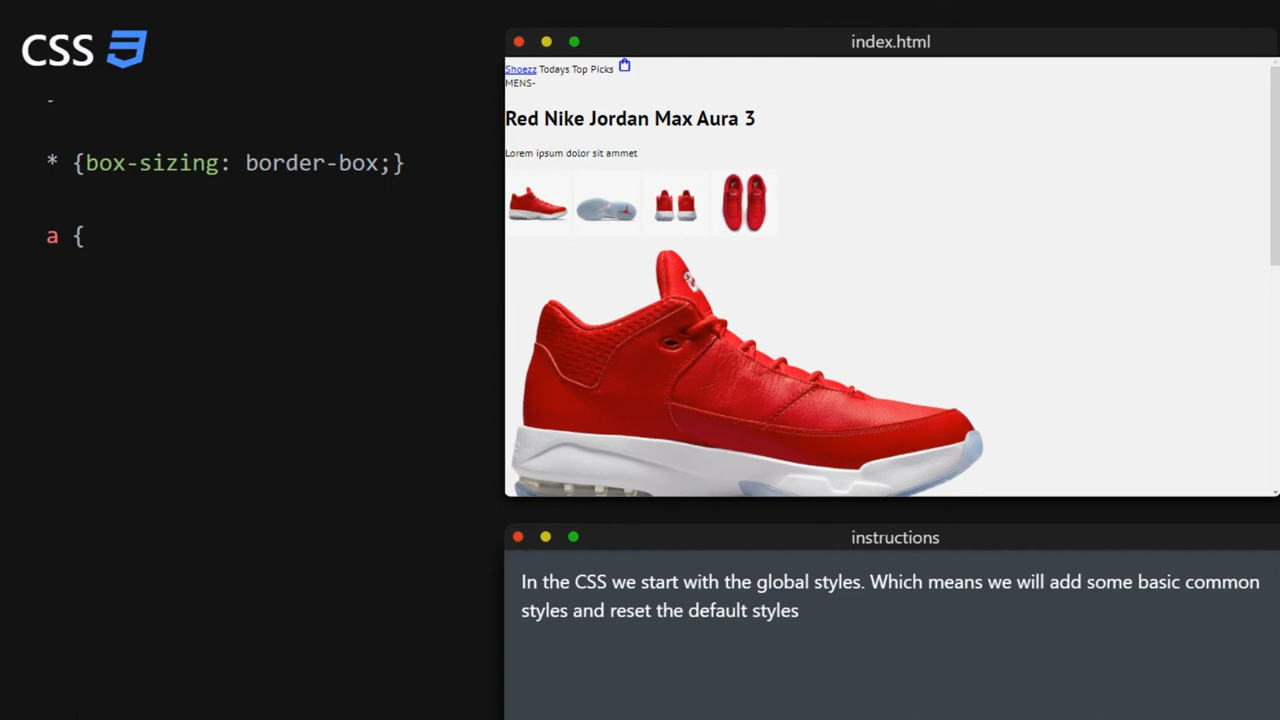 CSS
}
* {box-sizing: border-box;}
a {
index.html
Shoezz Todays Top Picks
MENS-
Red Nike Jordan Max Aura 3
Lorem ipsum dolor sit ammet
instructions
In the CSS we start with the global styles. Which means we will add some basic common
styles and reset the default styles